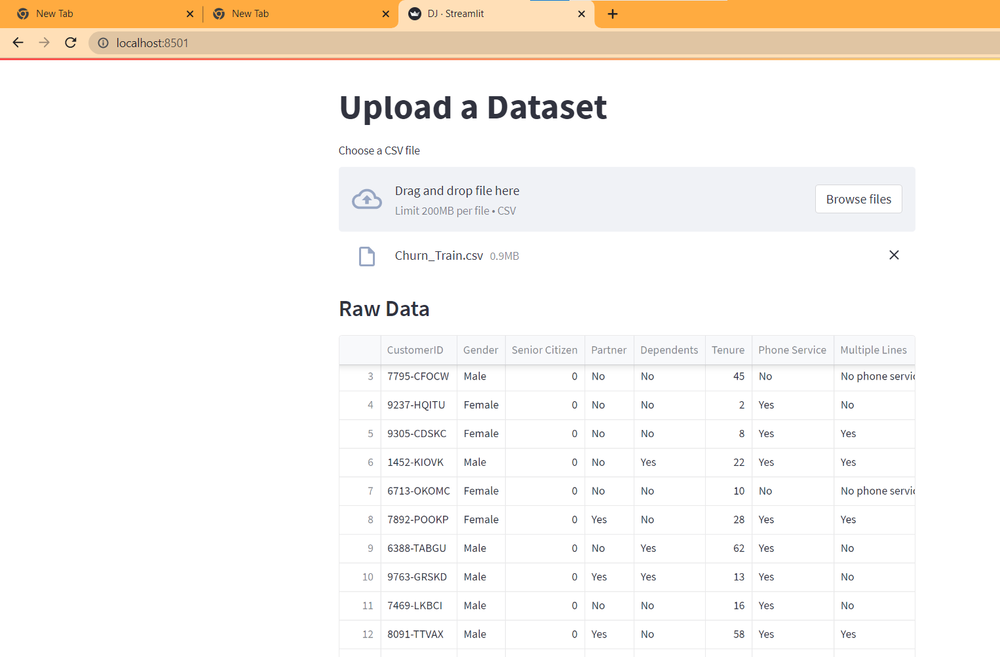 New Tab New Tab DJ · Streamlit
localhost:8501
Upload a Dataset
Choose a CSV file
Drag and drop file here
Limit 200MB per file • CSV
Browse files
Churn_Train.csv 0.9MB
Raw Data
CustomerID Gender Senior Citizen Partner Dependents Tenure Phone Service Multiple Lines
3 7795-CFOCW Male 0 No No 45 No No phone servic
4 9237-HQITU Female 0 No No 2 Yes No
5 9305-CDSKC Female 0 No No 8 Yes Yes
6 1452-KIOVK Male 0 No Yes 22 Yes Yes
7 6713-OKOMC Female 0 No No 10 No No phone servic
8 7892-POOKP Female 0 Yes No 28 Yes Yes
9 6388-TABGU Male 0 No Yes 62 Yes No
10 9763-GRSKD Male 0 Yes Yes 13 Yes No
11 7469-LKBCI Male 0 No No 16 Yes No
12 8091-TTVAX Male 0 Yes No 58 Yes Yes